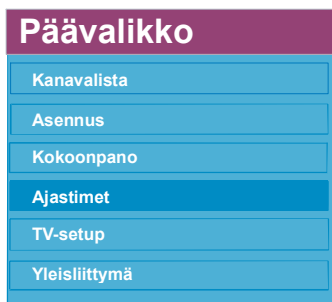 Päävalikko
Kanavalista
Asennus
Kokoonpano
Ajastimet
TV-setup
Yleisliittymä